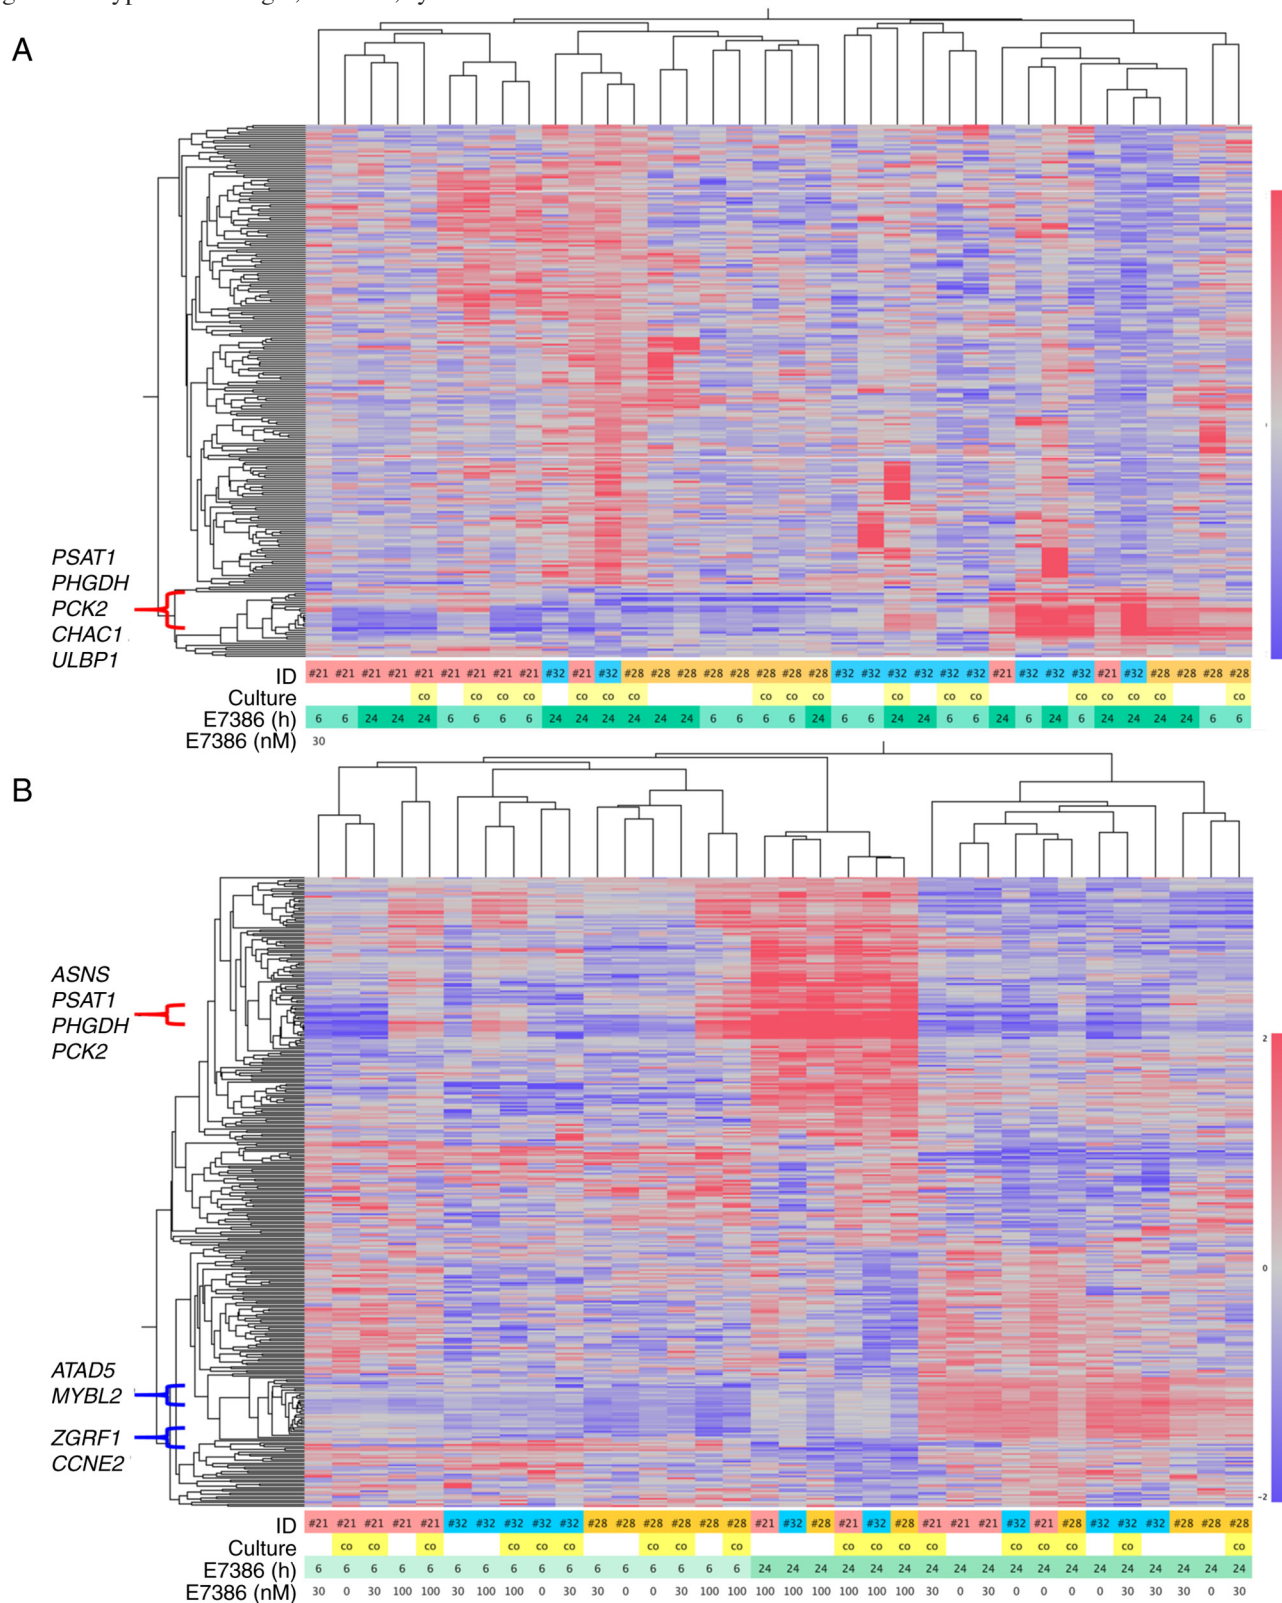 A
PSAT1
PHGDH
PCK2
CHAC1
ULBP1
ID #21 #21 #21 #21 #21 #21 #21 #21 #21 #32 #21 #32 #28 #28 #28 #28 #28 #28 #28 #28 #32 #32 #32 #32 #32 #32 #21 #32 #32 #32 #21 #32 #28 #28 #28 #28
Culture co co co co co co co co co co co co co co co co co co
E7386 (h) 6 6 24 24 24 6 6 6 6 24 24 24 24 24 24 6 6 6 6 24 6 6 24 24 6 6 24 6 24 6 24 24 24 24 6 6
E7386 (nM) 30
B
ASNS
PSAT1
PHGDH
PCK2
2
0
ATAD5
MYBL2
ZGRF1
CCNE2
-2
ID #21 #21 #21 #21 #21 #32 #32 #32 #32 #32 #28 #28 #28 #28 #28 #28 #21 #32 #28 #21 #32 #28 #21 #21 #21 #32 #21 #28 #32 #32 #32 #28 #28 #28
Culture co co co co co co co co co co co co co co co co co co
E7386 (h) 6 6 6 6 6 6 6 6 6 6 6 6 6 6 6 6 24 24 24 24 24 24 24 24 24 24 24 24 24 24 24 24 24 24
E7386 (nM) 30 0 30 100 100 30 100 100 0 30 0 0 0 30 100 100 100 100 100 100 100 100 30 0 30 0 0 0 0 30 30 30 0 30